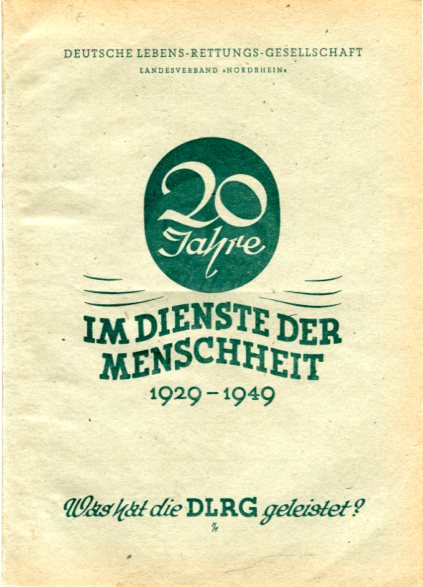 DEUTSCHE LEBENS-RETTUNGS-GESELLSCHAFT
LANDESVERBAND »NORDRHEIN«
20
Jahre
IM DIENSTE DER
MENSCHHEIT
1929 – 1949
Was hat die DLRG geleistet?